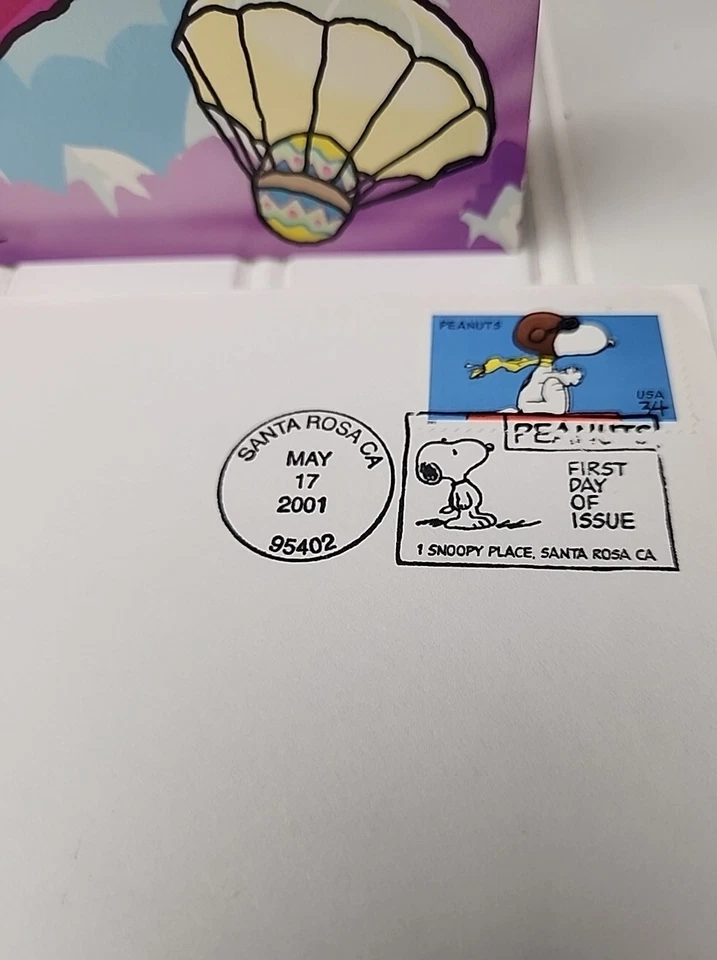 PEANUTS
USA
34
SANTA ROSA CA
MAY
17
2001
95402
PEANUTS
FIRST
DAY
OF
ISSUE
1 SNOOPY PLACE, SANTA ROSA CA